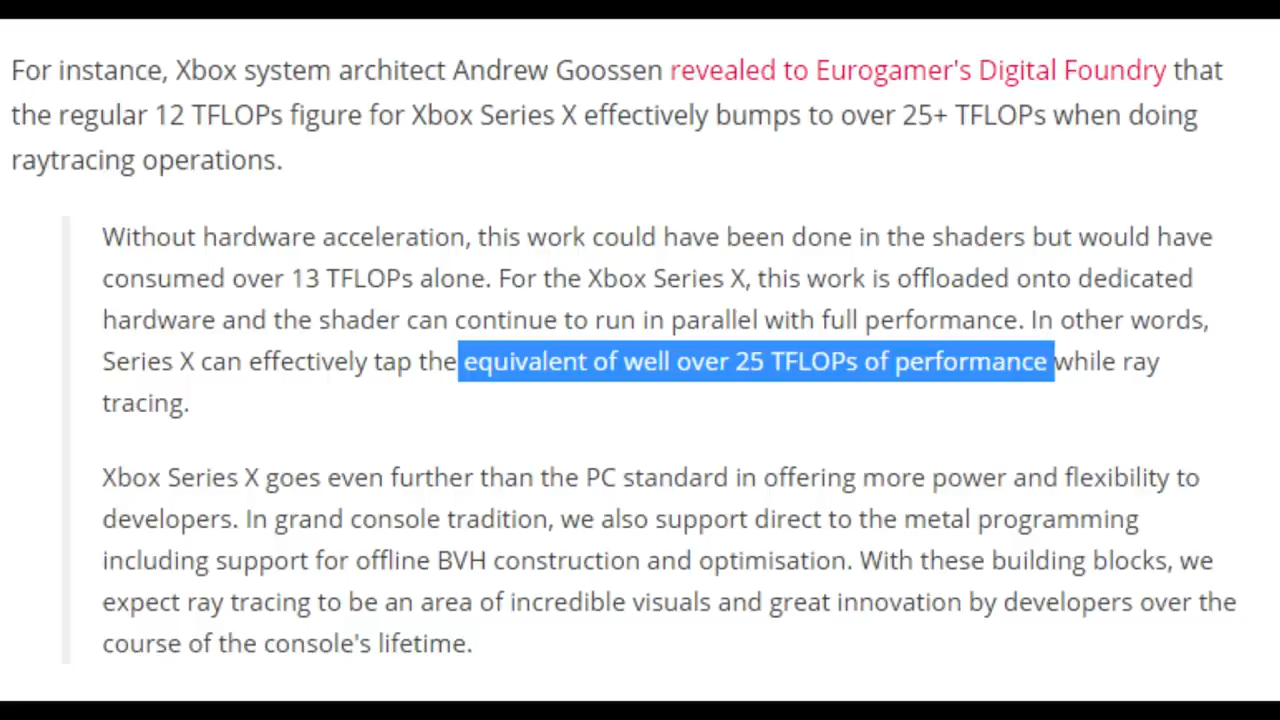 For instance, Xbox system architect Andrew Goossen revealed to Eurogamer's Digital Foundry that
the regular 12 TFLOPs figure for Xbox Series X effectively bumps to over 25+ TFLOPs when doing
raytracing operations.
Without hardware acceleration, this work could have been done in the shaders but would have
consumed over 13 TFLOPs alone. For the Xbox Series X, this work is offloaded onto dedicated
hardware and the shader can continue to run in parallel with full performance. In other words,
Series X can effectively tap the equivalent of well over 25 TFLOPs of performance while ray
tracing.
Xbox Series X goes even further than the PC standard in offering more power and flexibility to
developers. In grand console tradition, we also support direct to the metal programming
including support for offline BVH construction and optimisation. With these building blocks, we
expect ray tracing to be an area of incredible visuals and great innovation by developers over the
course of the console's lifetime.